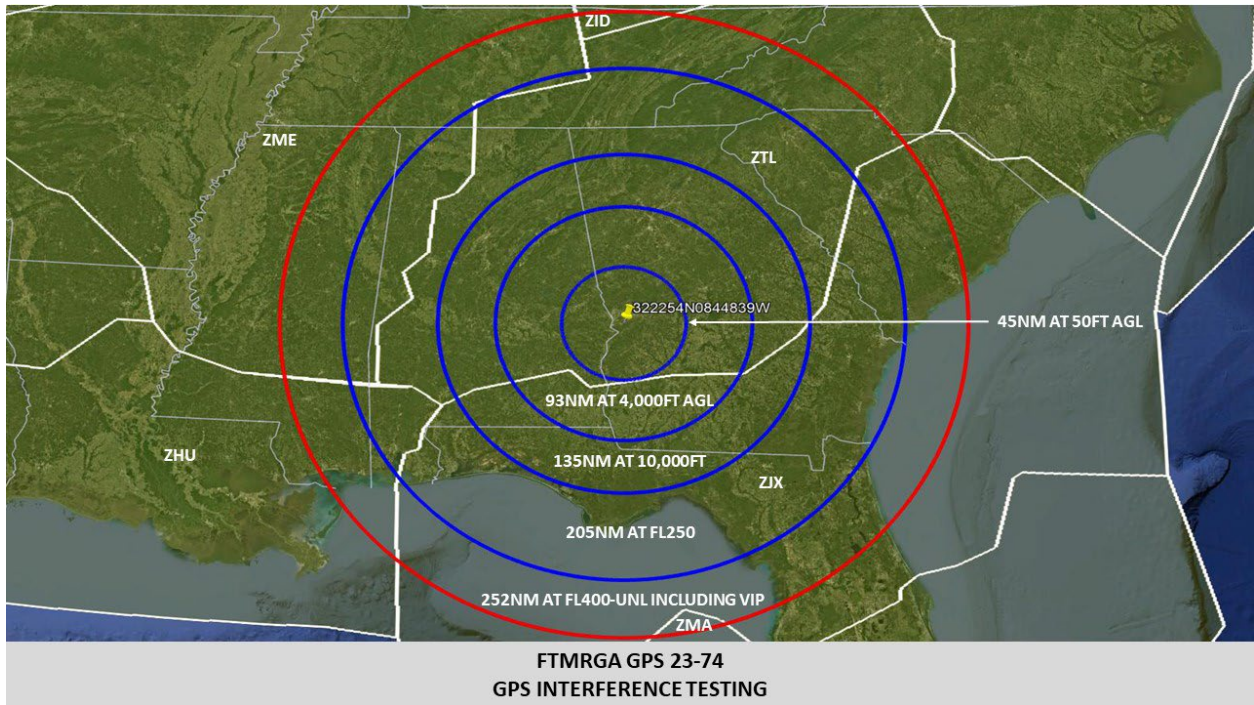 ZID
ZME
ZTL
322254N0844839W
45NM AT 50FT AGL
93NM AT 4,000FT AGL
135NM AT 10,000FT
ZHU
ZJX
205NM AT FL250
252NM AT FL400-UNL INCLUDING VIP
ZMA
FTMRGA GPS 23-74
GPS INTERFERENCE TESTING